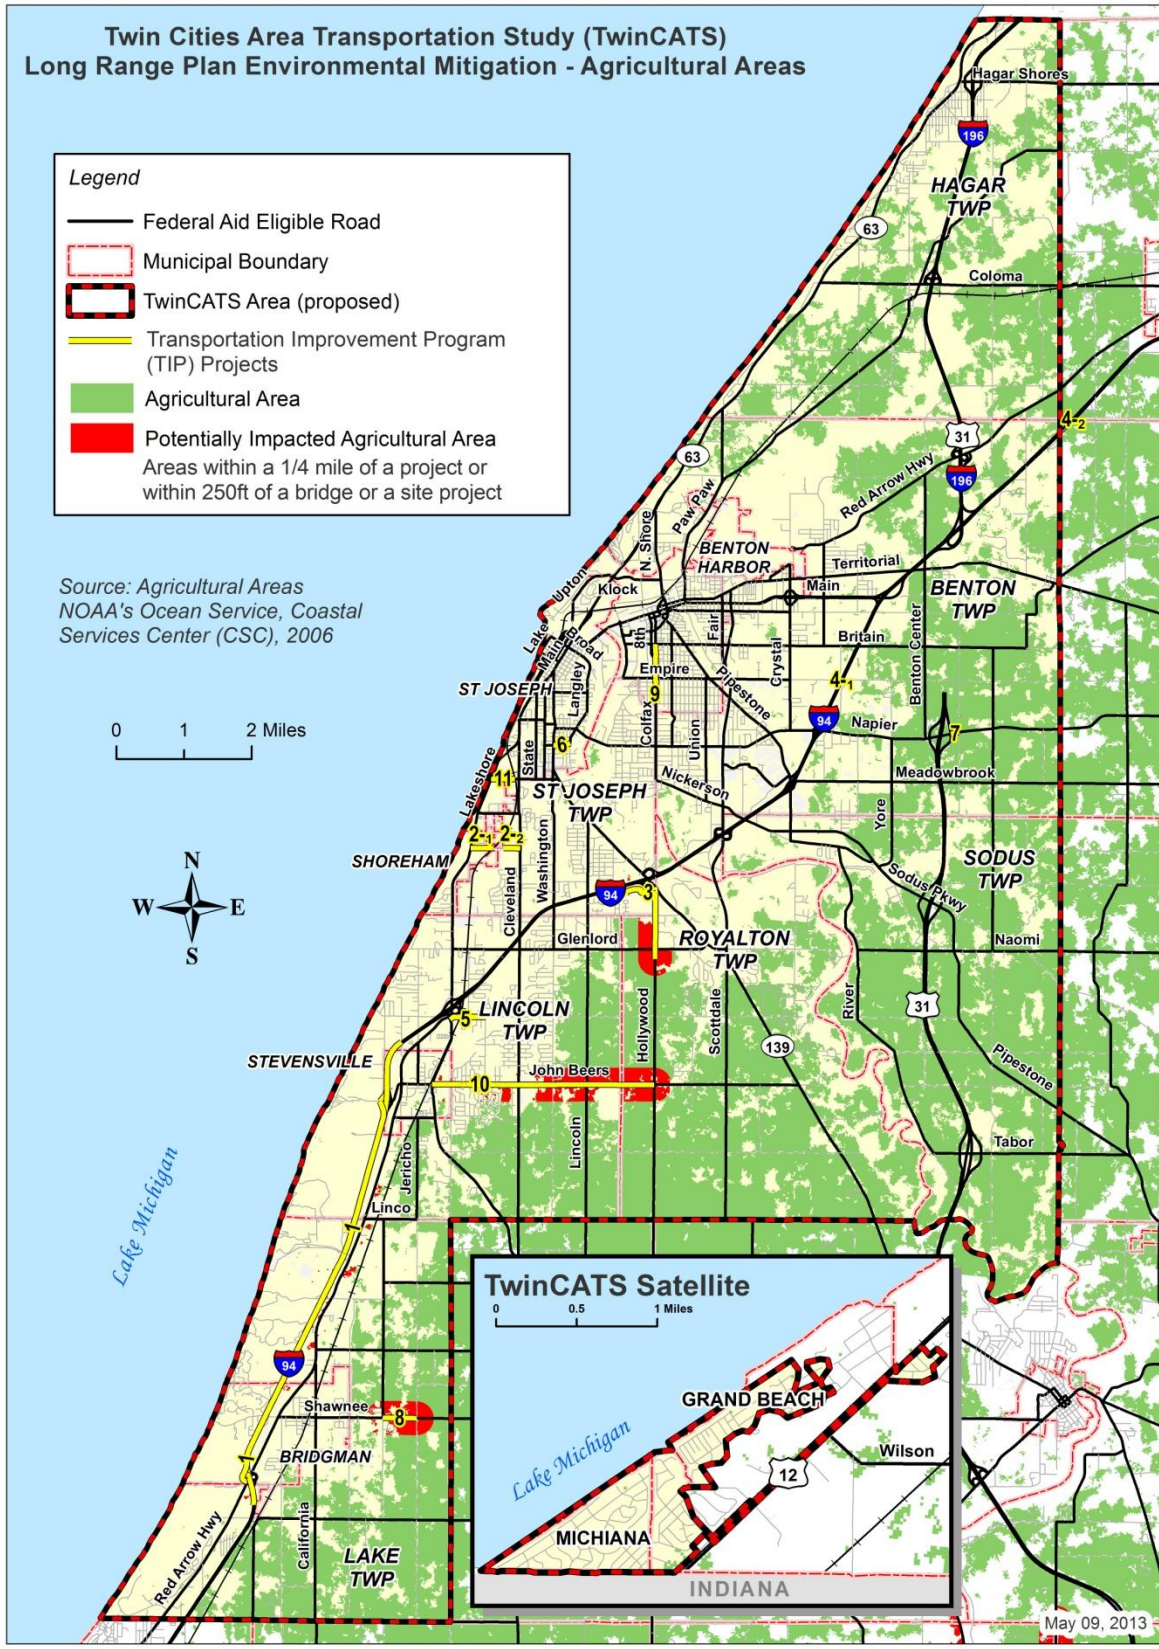 Twin Cities Area Transportation Study (TwinCATS)
Long Range Plan Environmental Mitigation - Agricultural Areas
Legend
Federal Aid Eligible Road
Municipal Boundary
TwinCATS Area (proposed)
Transportation Improvement Program
(TIP) Projects
Agricultural Area
Potentially Impacted Agricultural Area
Areas within a 1/4 mile of a project or
within 250ft of a bridge or a site project
Source: Agricultural Areas
NOAA's Ocean Service, Coastal
Services Center (CSC), 2006
0 1 2 Miles
N
W E
S
Hagar Shores
196
HAGAR
TWP
63
Coloma
4-2
31
63
196
Red Arrow Hwy
Paw Paw
N. Shore
BENTON
HARBOR
Territorial
Upton
Klock
Main
BENTON
TWP
Lake
Main
Broad
8th
Fair
Britain
Benton Center
Crystal
Empire
Pipestone
ST JOSEPH
Langley
9
4-1
94
Napier
7
Colfax
Union
6
State
Lakeshore
11
Nickerson
Meadowbrook
ST JOSEPH
TWP
Yore
2-1
2-2
SHOREHAM
Washington
Cleveland
SODUS
TWP
Sodus Pkwy
94
3
Glenlord
ROYALTON
TWP
Naomi
River
31
LINCOLN
TWP
5
Hollywood
Scottdale
139
STEVENSVILLE
John Beers
10
Pipestone
Lincoln
Tabor
Jericho
Lake Michigan
Linco
1
94
Shawnee
8
BRIDGMAN
1
California
Red Arrow Hwy
LAKE
TWP
TwinCATS Satellite
0 0.5 1 Miles
GRAND BEACH
Lake Michigan
Wilson
12
MICHIANA
INDIANA
May 09, 2013